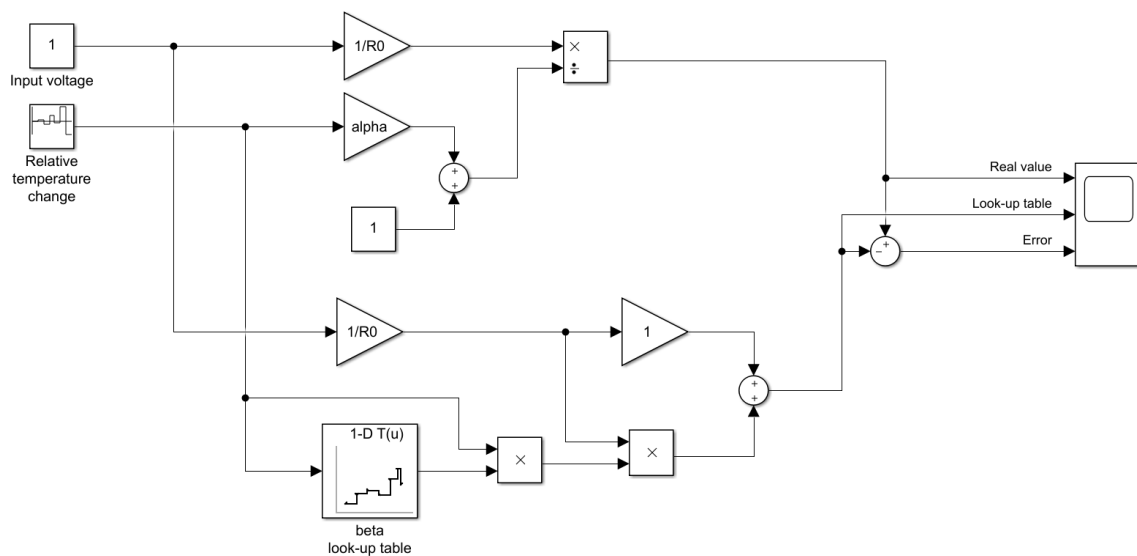 1
Input voltage
1/R0
×
÷
Relative
temperature
change
alpha
+
+
1
Real value
Look-up table
Error
+
−
1/R0
1
+
+
1-D T(u)
×
×
beta
look-up table